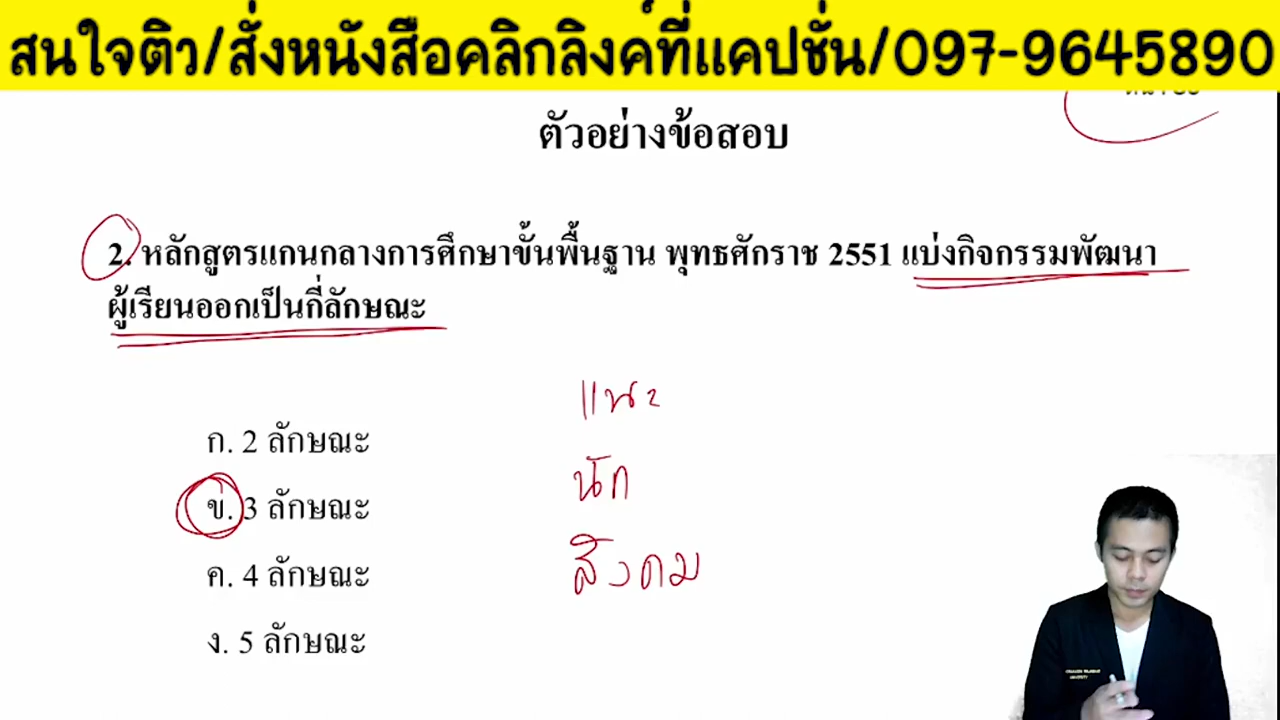 สนใจติว/สั่งหนังสือคลิกลิงค์ที่แคปชั่น/097-9645890
ตัวอย่างข้อสอบ
2. หลักสูตรแกนกลางการศึกษาขั้นพื้นฐาน พุทธศักราช 2551 แบ่งกิจกรรมพัฒนา
ผู้เรียนออกเป็นกี่ลักษณะ
แนะ
ก. 2 ลักษณะ
นัก
ข. 3 ลักษณะ
สังคม
ค. 4 ลักษณะ
ง. 5 ลักษณะ